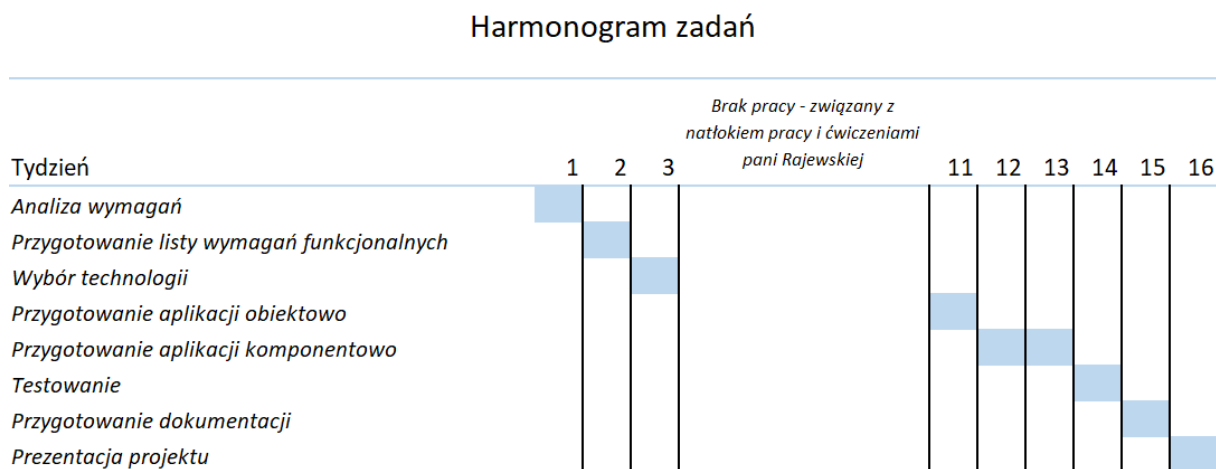 Harmonogram zadań
Brak pracy - związany z
natłokiem pracy i ćwiczeniami
pani Rajewskiej
Tydzień 1 2 3 11 12 13 14 15 16
Analiza wymagań
Przygotowanie listy wymagań funkcjonalnych
Wybór technologii
Przygotowanie aplikacji obiektowo
Przygotowanie aplikacji komponentowo
Testowanie
Przygotowanie dokumentacji
Prezentacja projektu